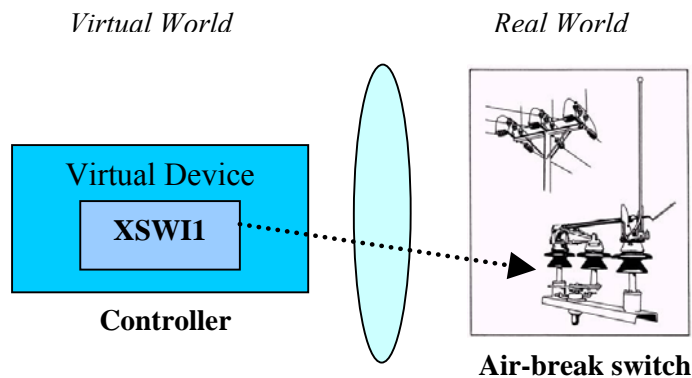 Virtual World
Real World
Virtual Device
XSWI1
Controller
Air-break switch